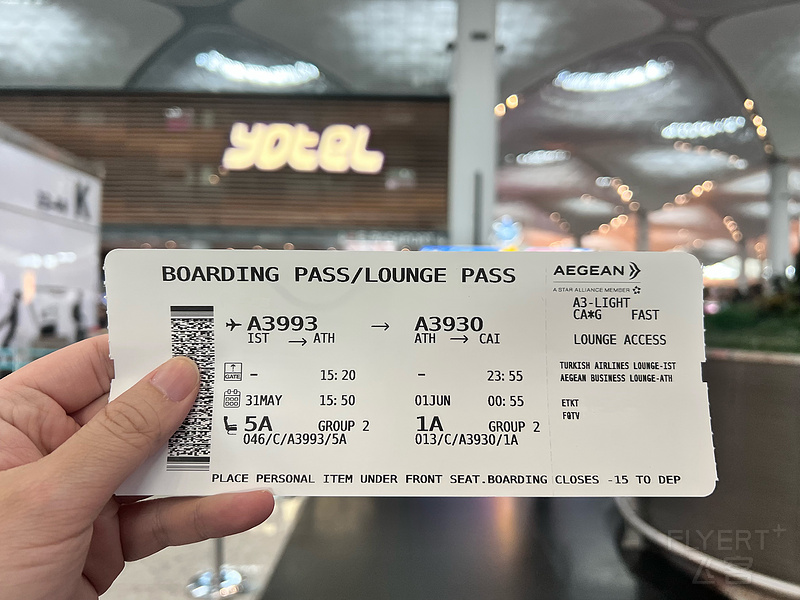 yotel
K
BOARDING PASS/LOUNGE PASS
AEGEAN
A STAR ALLIANCE MEMBER
A3993 → A3930
IST → ATH ATH → CAI
A3-LIGHT
CA*G FAST
LOUNGE ACCESS
GATE - 15:20 - 23:55
TURKISH AIRLINES LOUNGE-IST
AEGEAN BUSINESS LOUNGE-ATH
31MAY 15:50 01JUN 00:55
ETKT
FQTV
5A GROUP 2 1A GROUP 2
046/C/A3993/5A 013/C/A3930/1A
PLACE PERSONAL ITEM UNDER FRONT SEAT.BOARDING CLOSES -15 TO DEP
FLYERT+